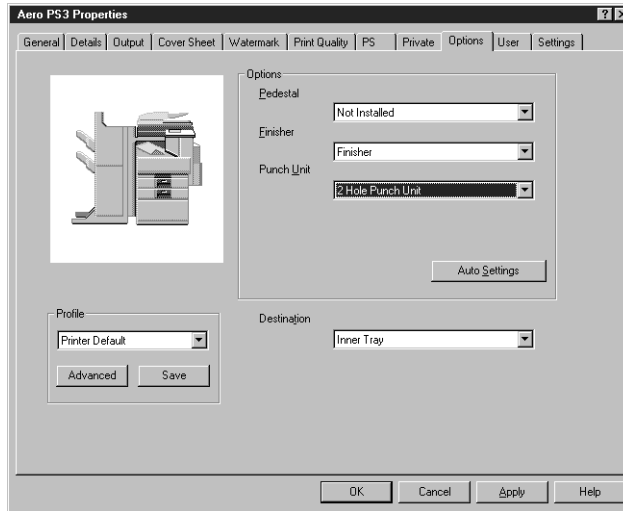 Aero PS3 Properties
General Details Output Cover Sheet Watermark Print Quality PS Private Options User Settings
Options
Pedestal
Not Installed
Finisher
Finisher
Punch Unit
2 Hole Punch Unit
Auto Settings
Profile
Printer Default
Advanced Save
Destination
Inner Tray
OK Cancel Apply Help